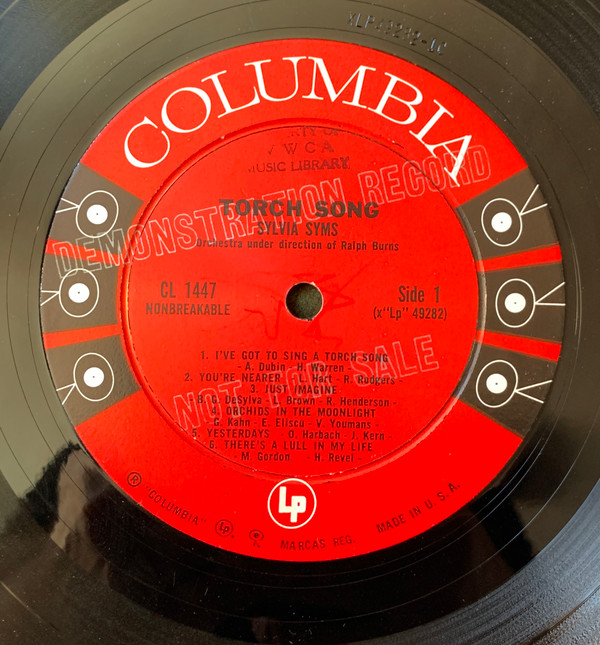 xLP49282-1C
COLUMBIA
W C A
MUSIC LIBRARY
DEMONSTRATION RECORD
TORCH SONG
SYLVIA SYMS
Orchestra under direction of Ralph Burns
CL 1447
NONBREAKABLE
Side 1
(x"Lp" 49282)
1. I'VE GOT TO SING A TORCH SONG
- A. Dubin - H. Warren -
2. YOU'RE NEARER - L. Hart - R. Rodgers -
3. JUST IMAGINE
B. G. DeSylva - L. Brown - R. Henderson -
4. ORCHIDS IN THE MOONLIGHT
G. Kahn - E. Eliscu - V. Youmans -
5. YESTERDAYS - O. Harbach - J. Kern -
6. THERE'S A LULL IN MY LIFE
M. Gordon - H. Revel -
NOT FOR SALE
Lp
® "COLUMBIA" Lp MARCAS REG. MADE IN U.S.A.